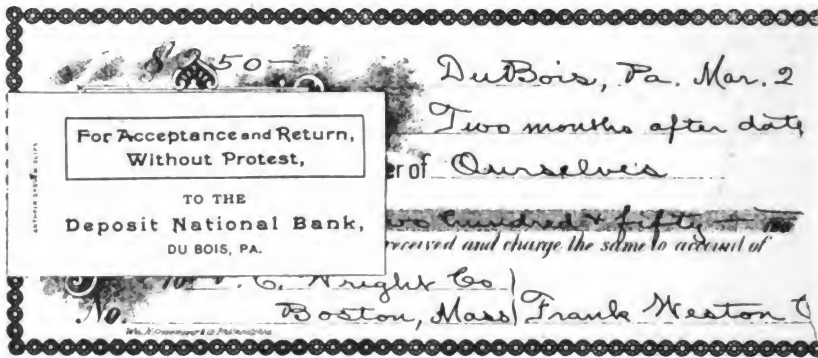 50—
DuBois, Pa. Mar. 2
Two months after date
For Acceptance and Return,
Without Protest,
TO THE
Deposit National Bank,
DU BOIS, PA.
er of Ourselves
two hundred & fifty —
received and charge the same to account of
C. Wright Co
No. Boston, Mass Frank Weston